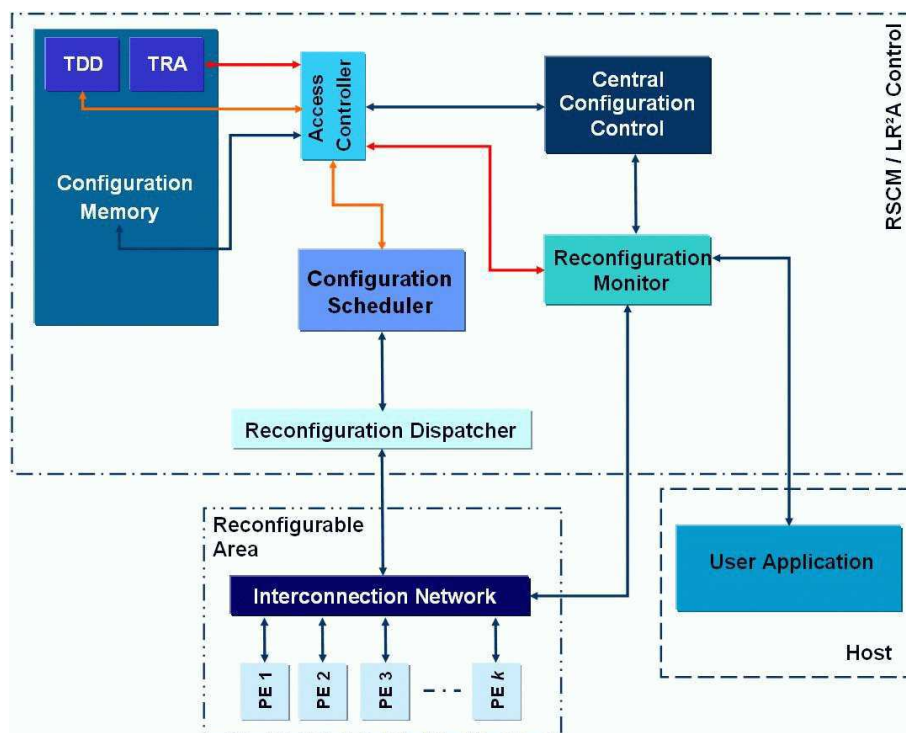 TDD
TRA
Configuration
Memory
Access
Controller
Central
Configuration
Control
RSCM / LR²A Control
Configuration
Scheduler
Reconfiguration
Monitor
Reconfiguration Dispatcher
Reconfigurable
Area
Interconnection Network
PE 1
PE 2
PE 3
PE k
User Application
Host